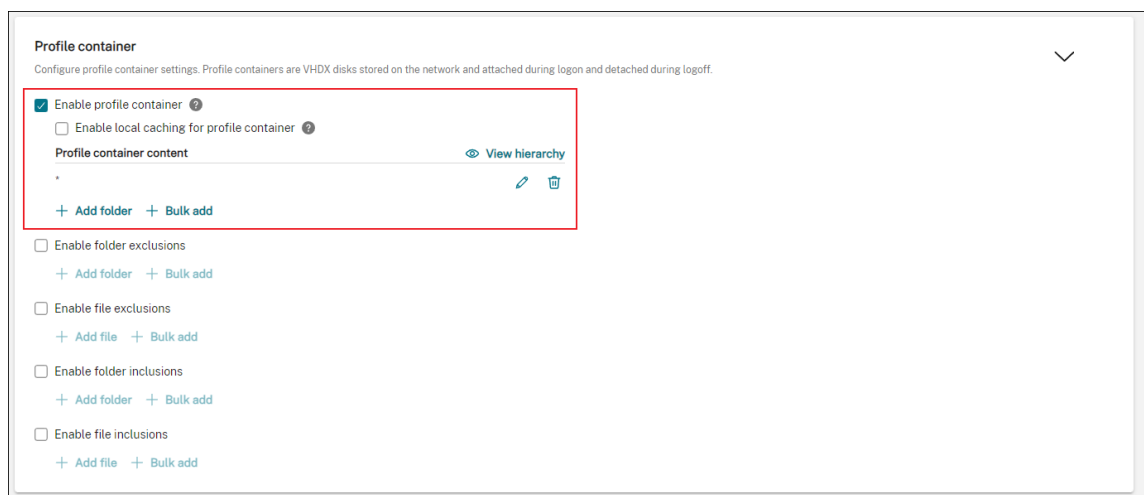 Profile container
Configure profile container settings. Profile containers are VHDX disks stored on the network and attached during logon and detached during logoff.
Enable profile container ?
Enable local caching for profile container ?
Profile container content View hierarchy
*
+ Add folder + Bulk add
Enable folder exclusions
+ Add folder + Bulk add
Enable file exclusions
+ Add file + Bulk add
Enable folder inclusions
+ Add folder + Bulk add
Enable file inclusions
+ Add file + Bulk add